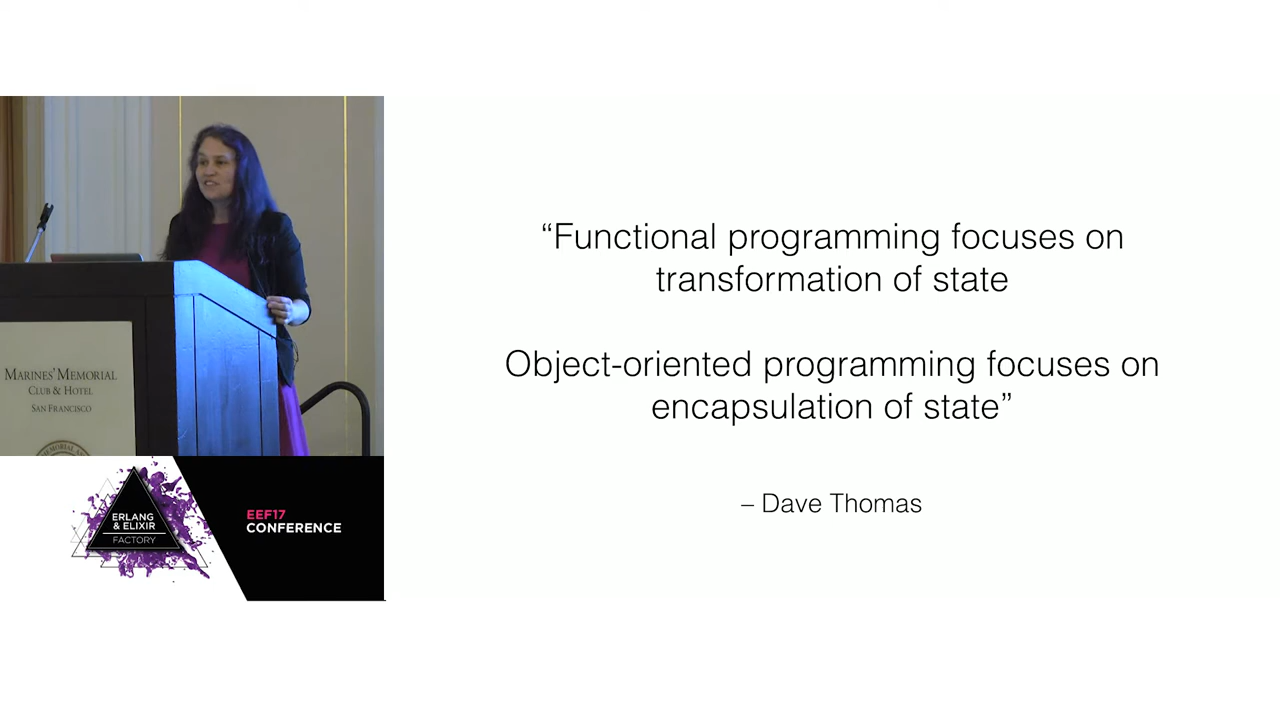 “Functional programming focuses on
transformation of state
Object-oriented programming focuses on
encapsulation of state”
– Dave Thomas
MARINES’ MEMORIAL
CLUB & HOTEL
SAN FRANCISCO
ERLANG
& ELIXIR
FACTORY
EEF17
CONFERENCE